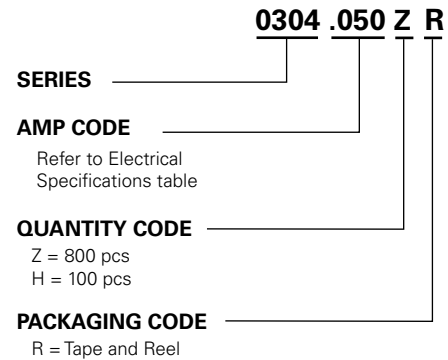 0304 .050 Z R
SERIES
AMP CODE
Refer to Electrical
Specifications table
QUANTITY CODE
Z = 800 pcs
H = 100 pcs
PACKAGING CODE
R = Tape and Reel